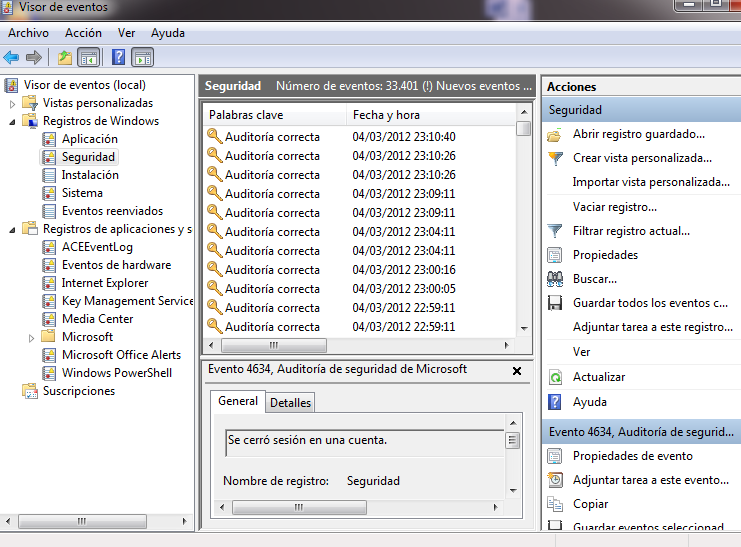 Visor de eventos
Archivo Acción Ver Ayuda
Visor de eventos (local)
Vistas personalizadas
Registros de Windows
Aplicación
Seguridad
Instalación
Sistema
Eventos reenviados
Registros de aplicaciones y s
ACEEventLog
Eventos de hardware
Internet Explorer
Key Management Service
Media Center
Microsoft
Microsoft Office Alerts
Windows PowerShell
Suscripciones
Seguridad Número de eventos: 33.401 (!) Nuevos eventos ...
Palabras clave Fecha y hora
Auditoría correcta 04/03/2012 23:10:40
Auditoría correcta 04/03/2012 23:10:26
Auditoría correcta 04/03/2012 23:10:26
Auditoría correcta 04/03/2012 23:09:11
Auditoría correcta 04/03/2012 23:09:11
Auditoría correcta 04/03/2012 23:04:11
Auditoría correcta 04/03/2012 23:04:11
Auditoría correcta 04/03/2012 23:00:16
Auditoría correcta 04/03/2012 23:00:05
Auditoría correcta 04/03/2012 22:59:11
Auditoría correcta 04/03/2012 22:59:11
Evento 4634, Auditoría de seguridad de Microsoft
General Detalles
Se cerró sesión en una cuenta.
Nombre de registro: Seguridad
Acciones
Seguridad
Abrir registro guardado...
Crear vista personalizada...
Importar vista personalizada...
Vaciar registro...
Filtrar registro actual...
Propiedades
Buscar...
Guardar todos los eventos c...
Adjuntar tarea a este registro...
Ver
Actualizar
Ayuda
Evento 4634, Auditoría de segurid...
Propiedades de evento
Adjuntar tarea a este evento...
Copiar
Guardar eventos seleccionad